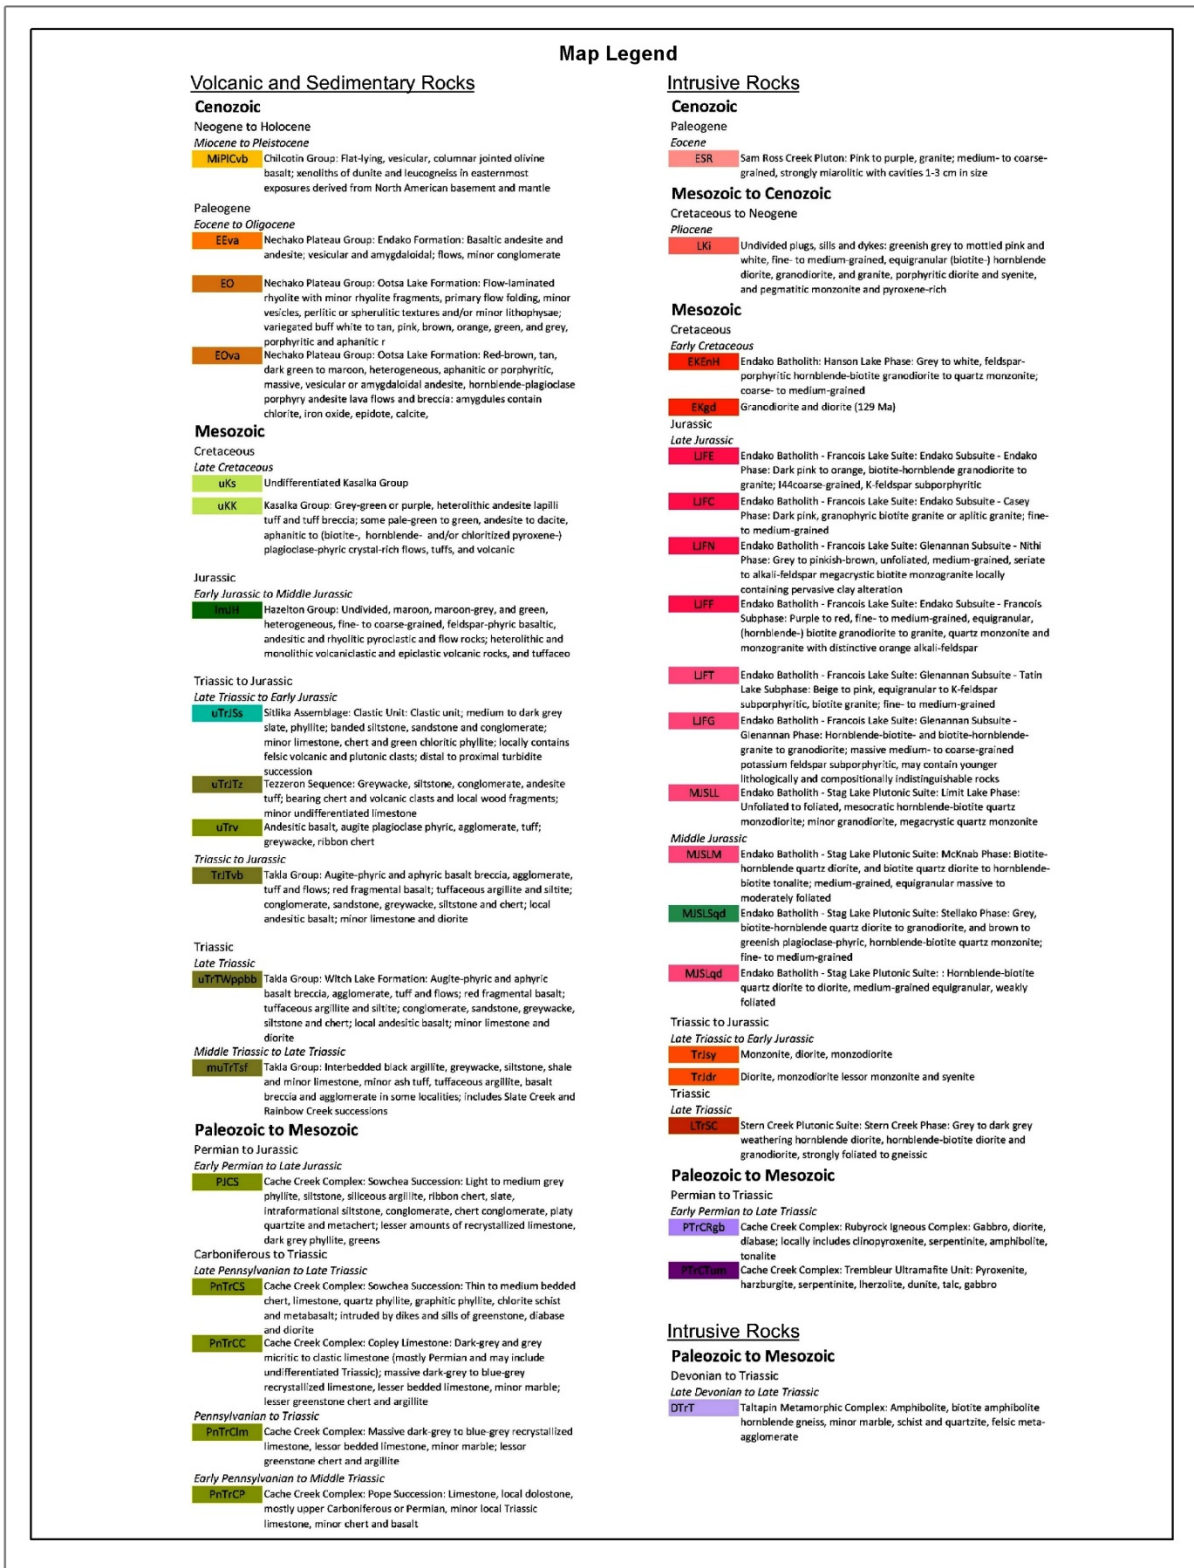 Map Legend
Volcanic and Sedimentary Rocks
Cenozoic
Neogene to Holocene
Miocene to Pleistocene
MiPlCvb
Chilcotin Group: Flat-lying, vesicular, columnar jointed olivine
basalt; xenoliths of dunite and leucogneiss in easternmost
exposures derived from North American basement and mantle
Paleogene
Eocene to Oligocene
EEva
Nechako Plateau Group: Endako Formation: Basaltic andesite and
andesite; vesicular and amygdaloidal; flows, minor conglomerate
EO
Nechako Plateau Group: Ootsa Lake Formation: Flow-laminated
rhyolite with minor rhyolite fragments, primary flow folding, minor
vesicles, perlitic or spherulitic textures and/or minor lithophysae;
variegated buff white to tan, pink, brown, orange, green, and grey,
porphyritic and aphanitic r
EOva
Nechako Plateau Group: Ootsa Lake Formation: Red-brown, tan,
dark green to maroon, heterogeneous, aphanitic or porphyritic,
massive, vesicular or amygdaloidal andesite, hornblende-plagioclase
porphyry andesite lava flows and breccia: amygdules contain
chlorite, iron oxide, epidote, calcite,
Mesozoic
Cretaceous
Late Cretaceous
uKs
Undifferentiated Kasalka Group
uKK
Kasalka Group: Grey-green or purple, heterolithic andesite lapilli
tuff and tuff breccia; some pale-green to green, andesite to dacite,
aphanitic to (biotite-, hornblende- and/or chloritized pyroxene-)
plagioclase-phyric crystal-rich flows, tuffs, and volcanic
Jurassic
Early Jurassic to Middle Jurassic
lmJH
Hazelton Group: Undivided, maroon, maroon-grey, and green,
heterogeneous, fine- to coarse-grained, feldspar-phyric basaltic,
andesitic and rhyolitic pyroclastic and flow rocks; heterolithic and
monolithic volcaniclastic and epiclastic volcanic rocks, and tuffaceo
Triassic to Jurassic
Late Triassic to Early Jurassic
uTrJSs
Sitlika Assemblage: Clastic Unit: Clastic unit; medium to dark grey
slate, phyllite; banded siltstone, sandstone and conglomerate;
minor limestone, chert and green chloritic phyllite; locally contains
felsic volcanic and plutonic clasts; distal to proximal turbidite
succession
uTrJTz
Tezzeron Sequence: Greywacke, siltstone, conglomerate, andesite
tuff; bearing chert and volcanic clasts and local wood fragments;
minor undifferentiated limestone
uTrv
Andesitic basalt, augite plagioclase phyric, agglomerate, tuff;
greywacke, ribbon chert
Triassic to Jurassic
TrJTvb
Takla Group: Augite-phyric and aphyric basalt breccia, agglomerate,
tuff and flows; red fragmental basalt; tuffaceous argillite and siltite;
conglomerate, sandstone, greywacke, siltstone and chert; local
andesitic basalt; minor limestone and diorite
Triassic
Late Triassic
uTrTWppbb
Takla Group: Witch Lake Formation: Augite-phyric and aphyric
basalt breccia, agglomerate, tuff and flows; red fragmental basalt;
tuffaceous argillite and siltite; conglomerate, sandstone, greywacke,
siltstone and chert; local andesitic basalt; minor limestone and
diorite
Middle Triassic to Late Triassic
muTrTsf
Takla Group: Interbedded black argillite, greywacke, siltstone, shale
and minor limestone, minor ash tuff, tuffaceous argillite, basalt
breccia and agglomerate in some localities; includes Slate Creek and
Rainbow Creek successions
Paleozoic to Mesozoic
Permian to Jurassic
Early Permian to Late Jurassic
PJCS
Cache Creek Complex: Sowchea Succession: Light to medium grey
phyllite, siltstone, siliceous argillite, ribbon chert, slate,
intraformational siltstone, conglomerate, chert conglomerate, platy
quartzite and metachert; lesser amounts of recrystallized limestone,
dark grey phyllite, greens
Carboniferous to Triassic
Late Pennsylvanian to Late Triassic
PnTrCS
Cache Creek Complex: Sowchea Succession: Thin to medium bedded
chert, limestone, quartz phyllite, graphitic phyllite, chlorite schist
and metabasalt; intruded by dikes and sills of greenstone, diabase
and diorite
PnTrCC
Cache Creek Complex: Copley Limestone: Dark-grey and grey
micritic to clastic limestone (mostly Permian and may include
undifferentiated Triassic); massive dark-grey to blue-grey
recrystallized limestone, lesser bedded limestone, minor marble;
lesser greenstone chert and argillite
Pennsylvanian to Triassic
PnTrClm
Cache Creek Complex: Massive dark-grey to blue-grey recrystallized
limestone, lessor bedded limestone, minor marble; lessor
greenstone chert and argillite
Early Pennsylvanian to Middle Triassic
PnTrCP
Cache Creek Complex: Pope Succession: Limestone, local dolostone,
mostly upper Carboniferous or Permian, minor local Triassic
limestone, minor chert and basalt
Intrusive Rocks
Cenozoic
Paleogene
Eocene
ESR
Sam Ross Creek Pluton: Pink to purple, granite; medium- to coarse-
grained, strongly miarolitic with cavities 1-3 cm in size
Mesozoic to Cenozoic
Cretaceous to Neogene
Pliocene
LKi
Undivided plugs, sills and dykes: greenish grey to mottled pink and
white, fine- to medium-grained, equigranular (biotite-) hornblende
diorite, granodiorite, and granite, porphyritic diorite and syenite,
and pegmatitic monzonite and pyroxene-rich
Mesozoic
Cretaceous
Early Cretaceous
EKEnH
Endako Batholith: Hanson Lake Phase: Grey to white, feldspar-
porphyritic hornblende-biotite granodiorite to quartz monzonite;
coarse- to medium-grained
EKgd
Granodiorite and diorite (129 Ma)
Jurassic
Late Jurassic
LJFE
Endako Batholith - Francois Lake Suite: Endako Subsuite - Endako
Phase: Dark pink to orange, biotite-hornblende granodiorite to
granite; l44coarse-grained, K-feldspar subporphyritic
LJFC
Endako Batholith - Francois Lake Suite: Endako Subsuite - Casey
Phase: Dark pink, granophyric biotite granite or aplitic granite; fine-
to medium-grained
LJFN
Endako Batholith - Francois Lake Suite: Glenannan Subsuite - Nithi
Phase: Grey to pinkish-brown, unfoliated, medium-grained, seriate
to alkali-feldspar megacrystic biotite monzogranite locally
containing pervasive clay alteration
LJFF
Endako Batholith - Francois Lake Suite: Endako Subsuite - Francois
Subphase: Purple to red, fine- to medium-grained, equigranular,
(hornblende-) biotite granodiorite to granite, quartz monzonite and
monzogranite with distinctive orange alkali-feldspar
LJFT
Endako Batholith - Francois Lake Suite: Glenannan Subsuite - Tatin
Lake Subphase: Beige to pink, equigranular to K-feldspar
subporphyritic, biotite granite; fine- to medium-grained
LJFG
Endako Batholith - Francois Lake Suite: Glenannan Subsuite -
Glenannan Phase: Hornblende-biotite- and biotite-hornblende-
granite to granodiorite; massive medium- to coarse-grained
potassium feldspar subporphyritic, may contain younger
lithologically and compositionally indistinguishable rocks
MJSLL
Endako Batholith - Stag Lake Plutonic Suite: Limit Lake Phase:
Unfoliated to foliated, mesocratic hornblende-biotite quartz
monzodiorite; minor granodiorite, megacrystic quartz monzonite
Middle Jurassic
MJSLM
Endako Batholith - Stag Lake Plutonic Suite: McKnab Phase: Biotite-
hornblende quartz diorite, and biotite quartz diorite to hornblende-
biotite tonalite; medium-grained, equigranular massive to
moderately foliated
MJSLSqd
Endako Batholith - Stag Lake Plutonic Suite: Stellako Phase: Grey,
biotite-hornblende quartz diorite to granodiorite, and brown to
greenish plagioclase-phyric, hornblende-biotite quartz monzonite;
fine- to medium-grained
MJSLqd
Endako Batholith - Stag Lake Plutonic Suite: : Hornblende-biotite
quartz diorite to diorite, medium-grained equigranular, weakly
foliated
Triassic to Jurassic
Late Triassic to Early Jurassic
TrJsy
Monzonite, diorite, monzodiorite
TrJdr
Diorite, monzodiorite lessor monzonite and syenite
Triassic
Late Triassic
LTrSC
Stern Creek Plutonic Suite: Stern Creek Phase: Grey to dark grey
weathering hornblende diorite, hornblende-biotite diorite and
granodiorite, strongly foliated to gneissic
Paleozoic to Mesozoic
Permian to Triassic
Early Permian to Late Triassic
PTrCRgb
Cache Creek Complex: Rubyrock Igneous Complex: Gabbro, diorite,
diabase; locally includes clinopyroxenite, serpentinite, amphibolite,
tonalite
PTrCTum
Cache Creek Complex: Trembleur Ultramafite Unit: Pyroxenite,
harzburgite, serpentinite, lherzolite, dunite, talc, gabbro
Intrusive Rocks
Paleozoic to Mesozoic
Devonian to Triassic
Late Devonian to Late Triassic
DTrT
Taltapin Metamorphic Complex: Amphibolite, biotite amphibolite
hornblende gneiss, minor marble, schist and quartzite, felsic meta-
agglomerate